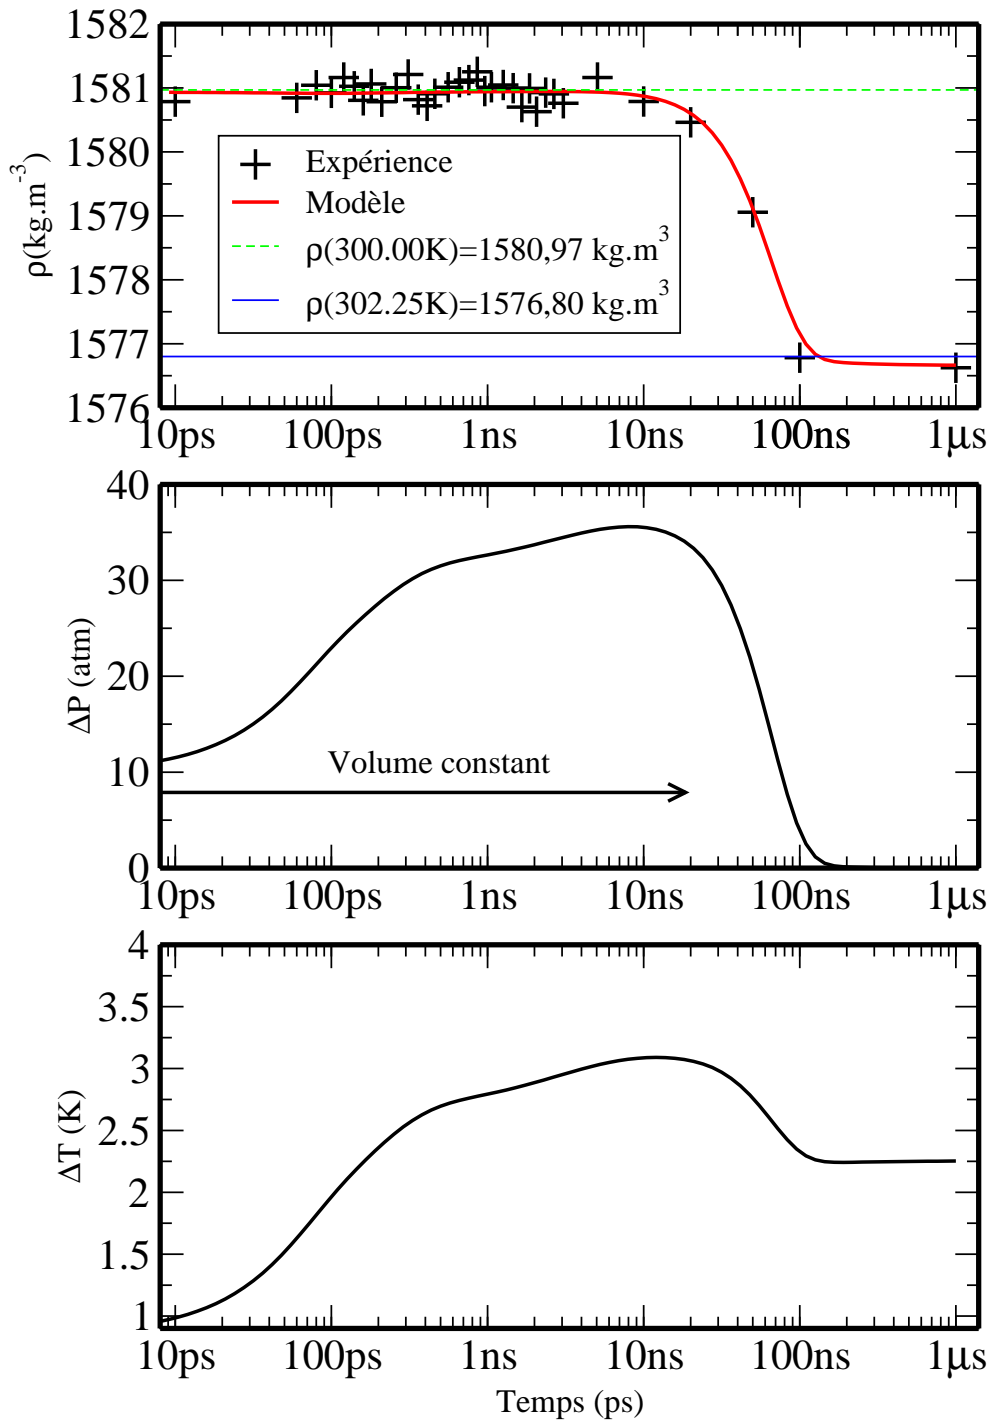 1582
1581
1580
1579
1578
1577
1576
ρ(kg.m-3)
Expérience
Modèle
ρ(300.00K)=1580,97 kg.m3
ρ(302.25K)=1576,80 kg.m3
10ps 100ps 1ns 10ns 100ns 1μs
40
30
20
10
0
ΔP (atm)
Volume constant
10ps 100ps 1ns 10ns 100ns 1μs
4
3.5
3
2.5
2
1.5
1
ΔT (K)
10ps 100ps 1ns 10ns 100ns 1μs
Temps (ps)